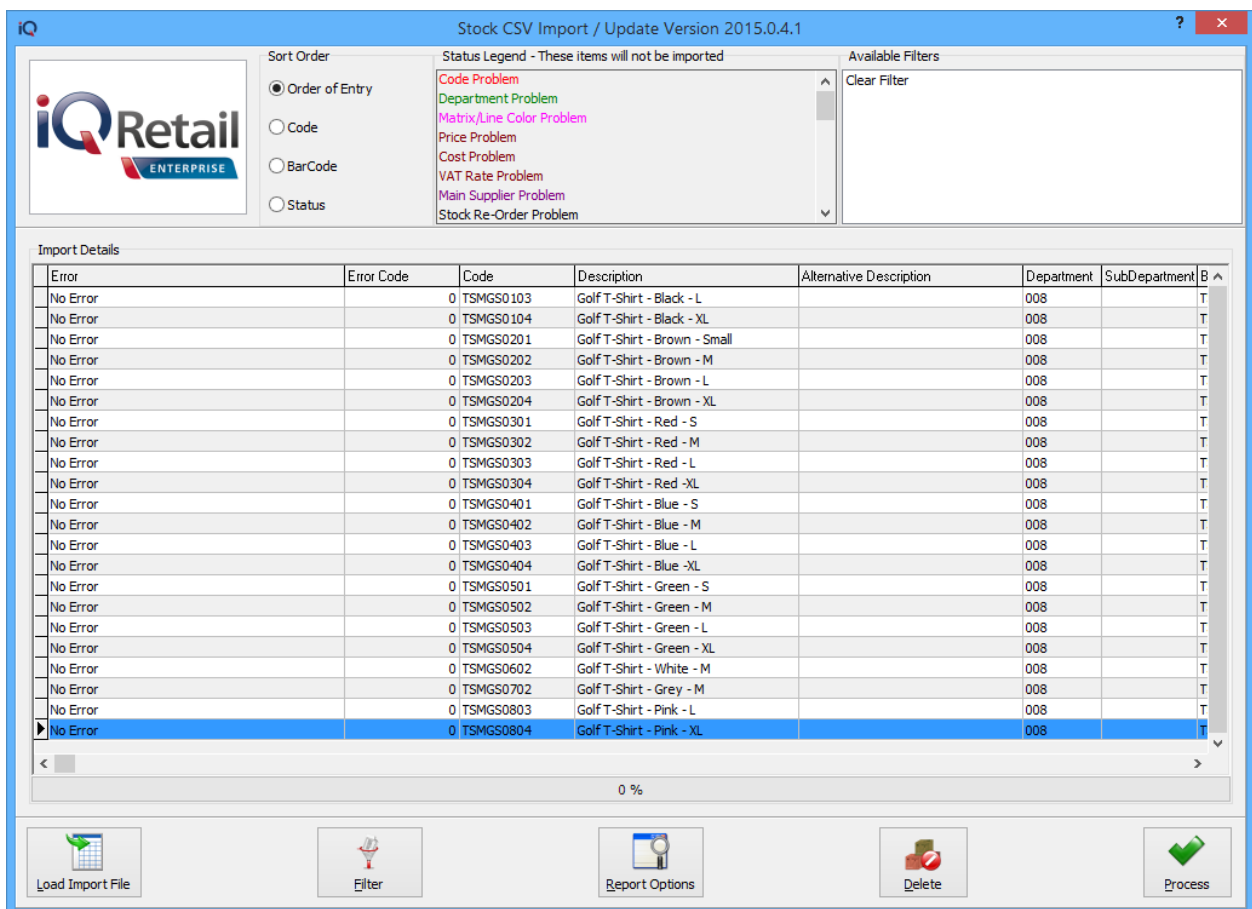 iQ Stock CSV Import / Update Version 2015.0.4.1 ? ×
iQ Retail
ENTERPRISE
Sort Order
Order of Entry
Code
BarCode
Status
Status Legend - These items will not be imported
Code Problem
Department Problem
Matrix/Line Color Problem
Price Problem
Cost Problem
VAT Rate Problem
Main Supplier Problem
Stock Re-Order Problem
Available Filters
Clear Filter
Import Details
Error Error Code Code Description Alternative Description Department SubDepartment B
No Error 0 TSMGS0103 Golf T-Shirt - Black - L 008 T
No Error 0 TSMGS0104 Golf T-Shirt - Black - XL 008 T
No Error 0 TSMGS0201 Golf T-Shirt - Brown - Small 008 T
No Error 0 TSMGS0202 Golf T-Shirt - Brown - M 008 T
No Error 0 TSMGS0203 Golf T-Shirt - Brown - L 008 T
No Error 0 TSMGS0204 Golf T-Shirt - Brown - XL 008 T
No Error 0 TSMGS0301 Golf T-Shirt - Red - S 008 T
No Error 0 TSMGS0302 Golf T-Shirt - Red - M 008 T
No Error 0 TSMGS0303 Golf T-Shirt - Red - L 008 T
No Error 0 TSMGS0304 Golf T-Shirt - Red -XL 008 T
No Error 0 TSMGS0401 Golf T-Shirt - Blue - S 008 T
No Error 0 TSMGS0402 Golf T-Shirt - Blue - M 008 T
No Error 0 TSMGS0403 Golf T-Shirt - Blue - L 008 T
No Error 0 TSMGS0404 Golf T-Shirt - Blue -XL 008 T
No Error 0 TSMGS0501 Golf T-Shirt - Green - S 008 T
No Error 0 TSMGS0502 Golf T-Shirt - Green - M 008 T
No Error 0 TSMGS0503 Golf T-Shirt - Green - L 008 T
No Error 0 TSMGS0504 Golf T-Shirt - Green - XL 008 T
No Error 0 TSMGS0602 Golf T-Shirt - White - M 008 T
No Error 0 TSMGS0702 Golf T-Shirt - Grey - M 008 T
No Error 0 TSMGS0803 Golf T-Shirt - Pink - L 008 T
No Error 0 TSMGS0804 Golf T-Shirt - Pink - XL 008 T
0 %
Load Import File Filter Report Options Delete Process